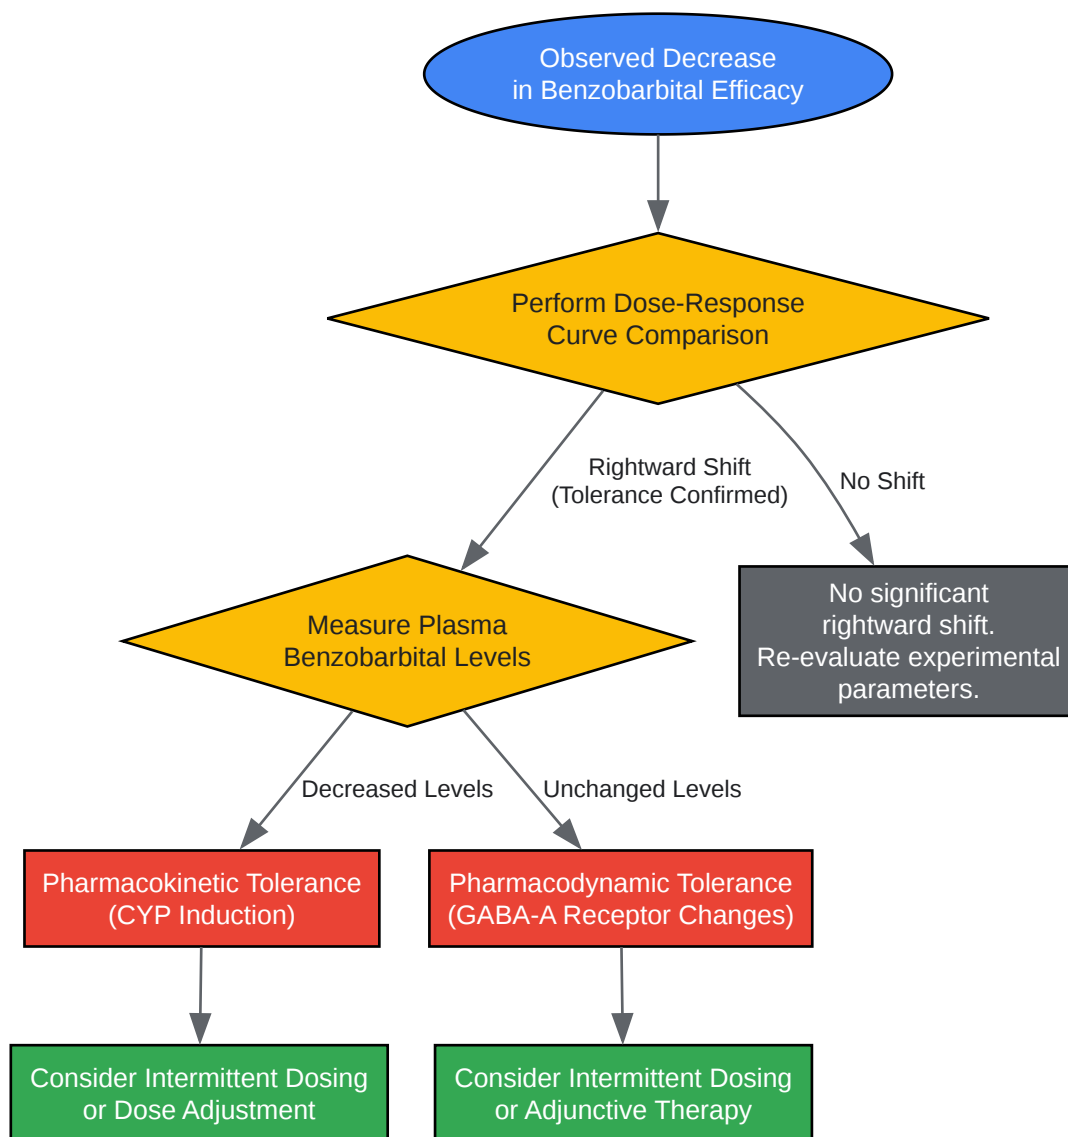 Observed Decrease
in Benzobarbital Efficacy
Perform Dose-Response
Curve Comparison
Rightward Shift
(Tolerance Confirmed)
No Shift
No significant
rightward shift.
Re-evaluate experimental
parameters.
Measure Plasma
Benzobarbital Levels
Decreased Levels
Unchanged Levels
Pharmacokinetic Tolerance
(CYP Induction)
Pharmacodynamic Tolerance
(GABA-A Receptor Changes)
Consider Intermittent Dosing
or Dose Adjustment
Consider Intermittent Dosing
or Adjunctive Therapy